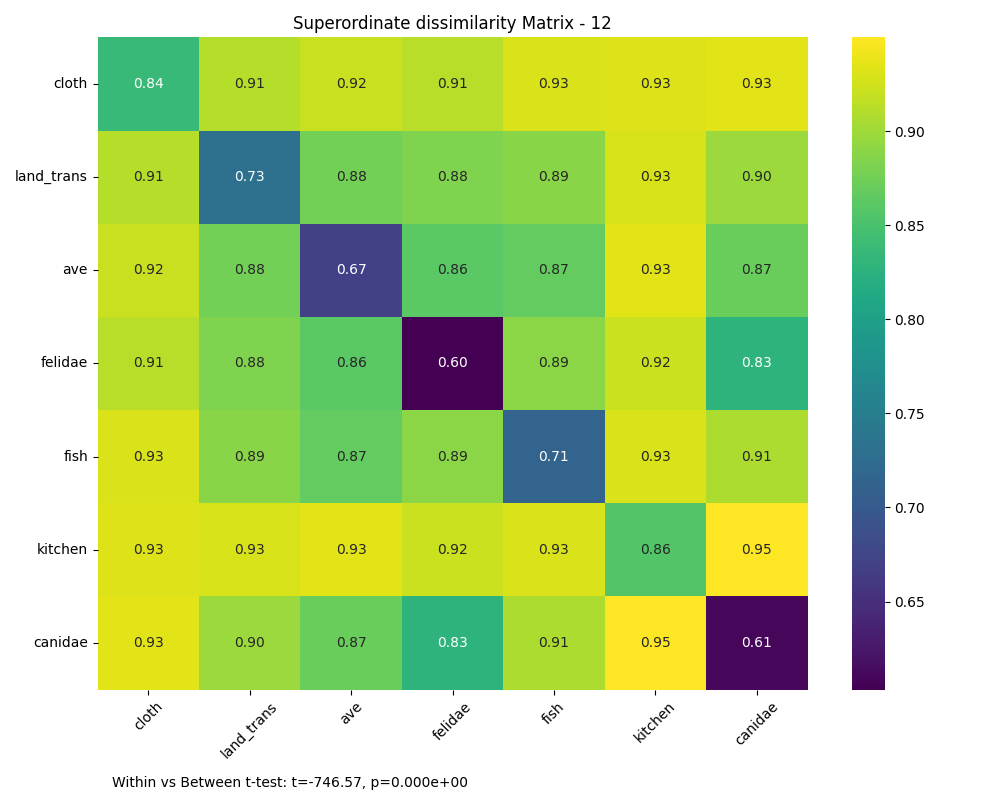 Superordinate dissimilarity Matrix - 12
cloth 0.84 0.91 0.92 0.91 0.93 0.93 0.93
land_trans 0.91 0.73 0.88 0.88 0.89 0.93 0.90
ave 0.92 0.88 0.67 0.86 0.87 0.93 0.87
felidae 0.91 0.88 0.86 0.60 0.89 0.92 0.83
fish 0.93 0.89 0.87 0.89 0.71 0.93 0.91
kitchen 0.93 0.93 0.93 0.92 0.93 0.86 0.95
canidae 0.93 0.90 0.87 0.83 0.91 0.95 0.61
cloth land_trans ave felidae fish kitchen canidae
0.90
0.85
0.80
0.75
0.70
0.65
Within vs Between t-test: t=-746.57, p=0.000e+00